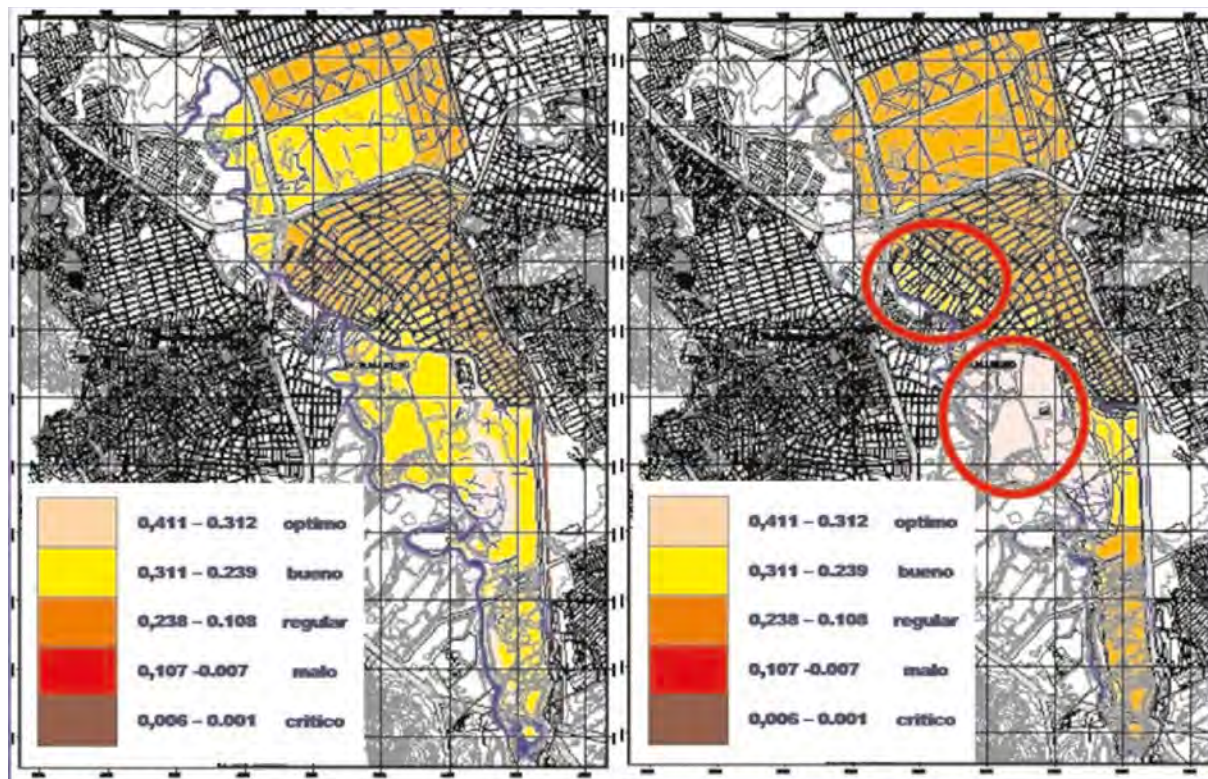 0,411 – 0.312 optimo
0,311 – 0.239 bueno
0,238 – 0.108 regular
0,107 -0.007 malo
0,006 – 0.001 critico
0,411 – 0.312 optimo
0,311 – 0.239 bueno
0,238 – 0.108 regular
0,107 -0.007 malo
0,006 – 0.001 critico